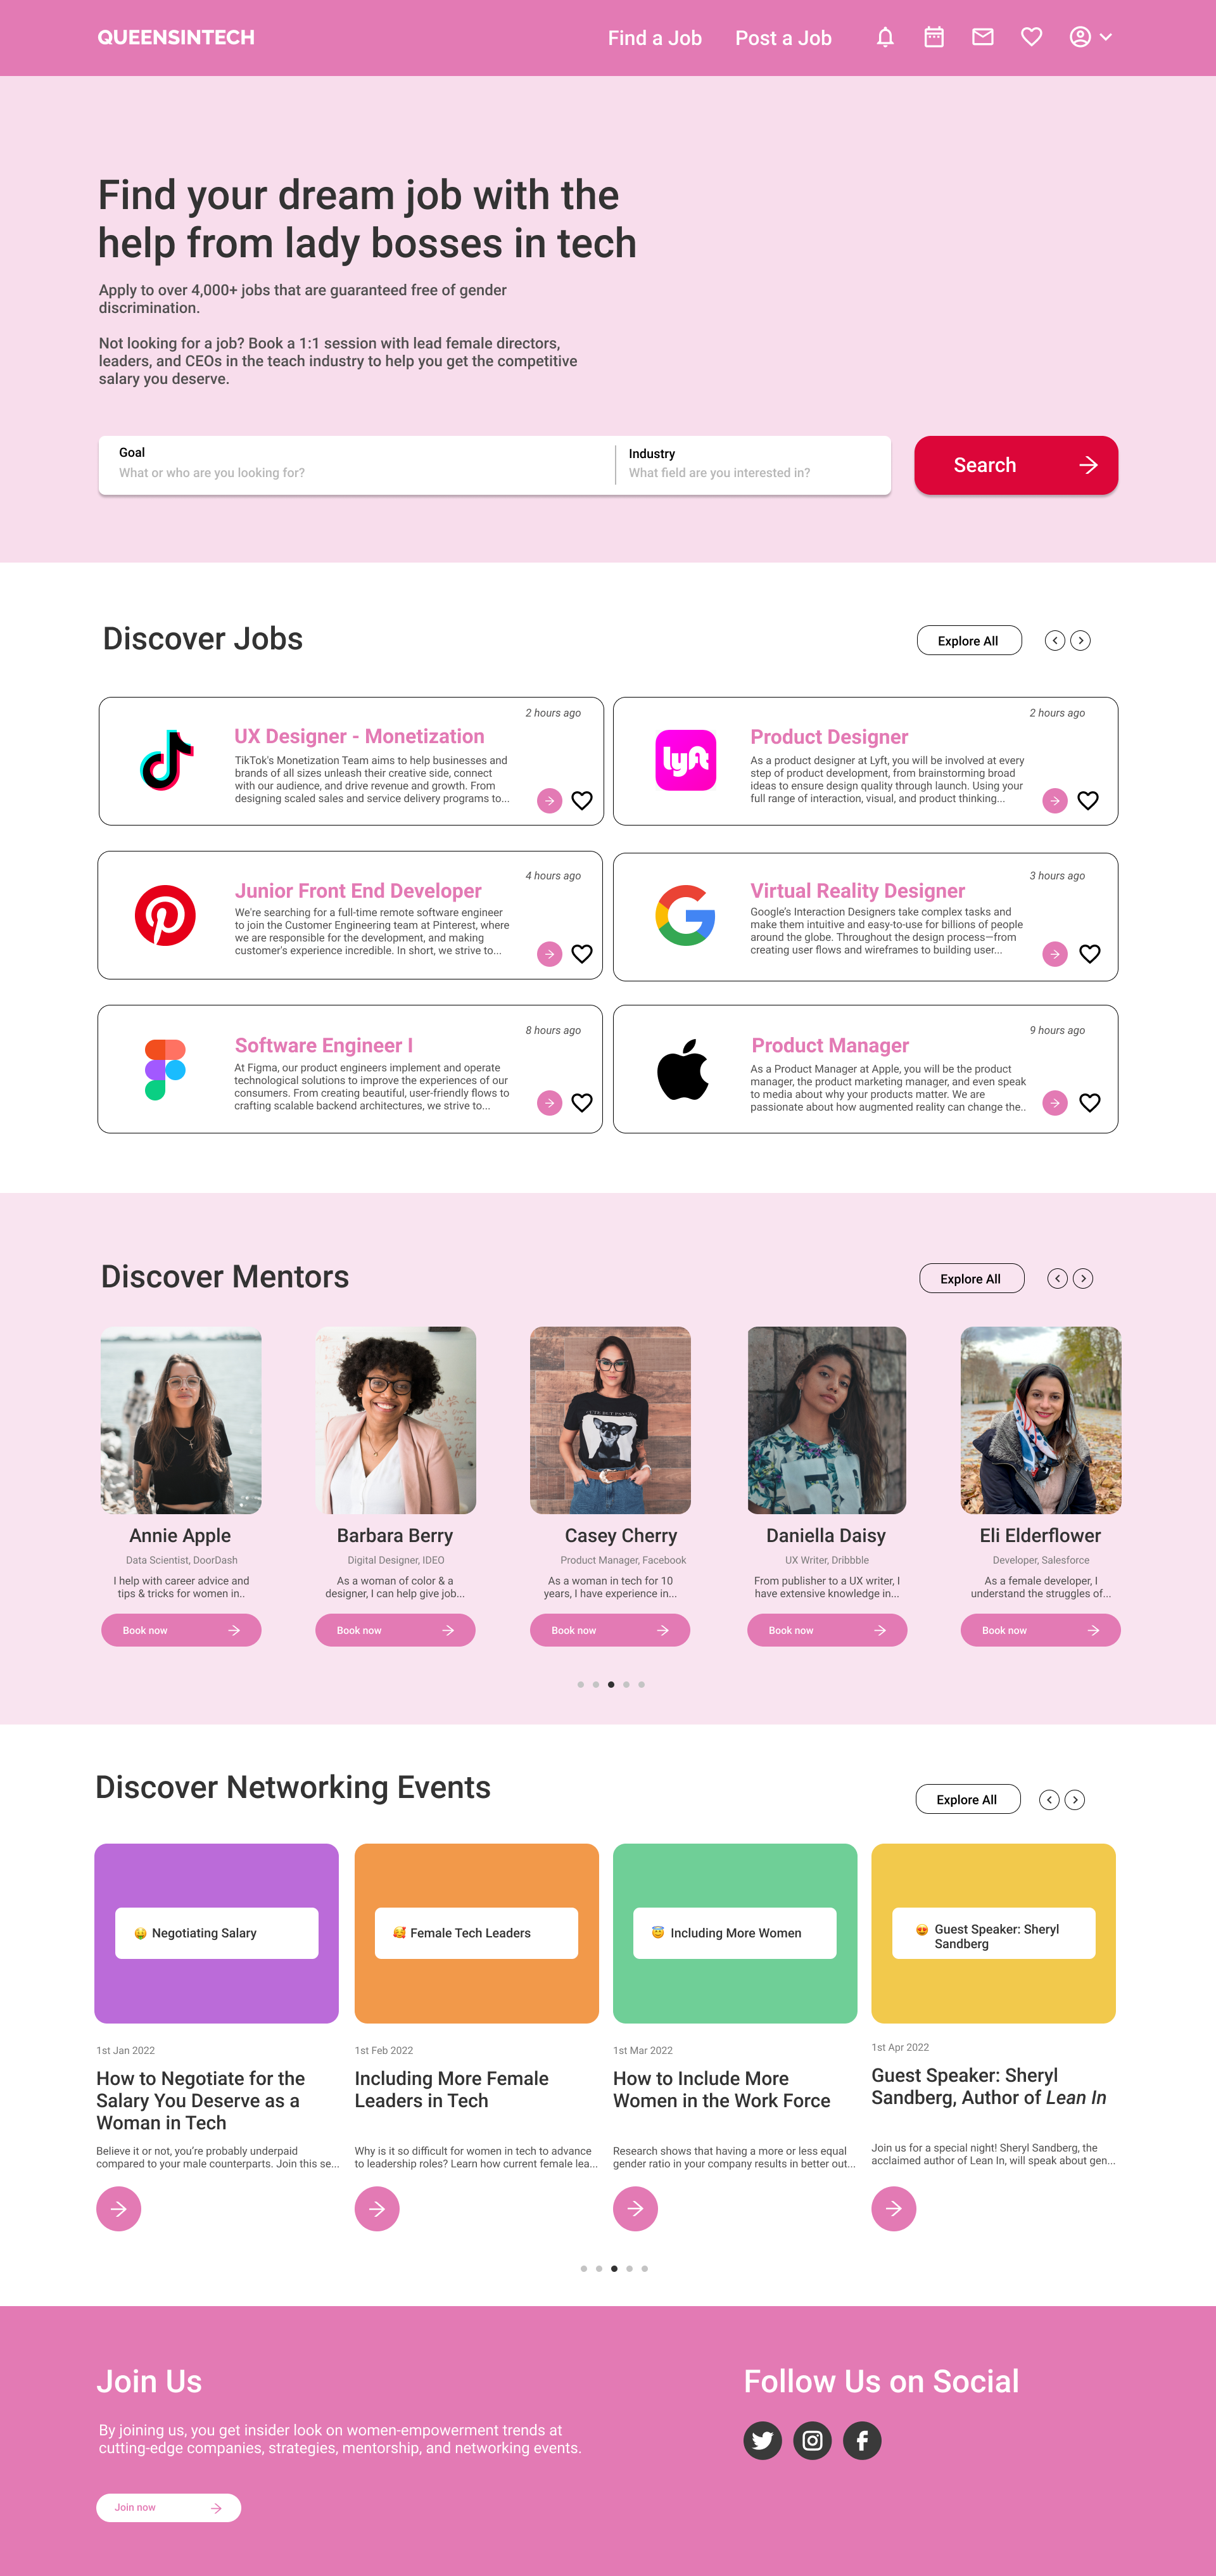 QUEENSINTECH
Find a Job
Post a Job
Find your dream job with the
help from lady bosses in tech
Apply to over 4,000+ jobs that are guaranteed free of gender
discrimination.
Not looking for a job? Book a 1:1 session with lead female directors,
leaders, and CEOs in the teach industry to help you get the competitive
salary you deserve.
Goal
What or who are you looking for?
Industry
What field are you interested in?
Search
Discover Jobs
Explore All
2 hours ago
UX Designer - Monetization
TikTok's Monetization Team aims to help businesses and
brands of all sizes unleash their creative side, connect
with our audience, and drive revenue and growth. From
designing scaled sales and service delivery programs to...
2 hours ago
lyft
Product Designer
As a product designer at Lyft, you will be involved at every
step of product development, from brainstorming broad
ideas to ensure design quality through launch. Using your
full range of interaction, visual, and product thinking...
4 hours ago
Junior Front End Developer
We're searching for a full-time remote software engineer
to join the Customer Engineering team at Pinterest, where
we are responsible for the development, and making
customer's experience incredible. In short, we strive to...
3 hours ago
Virtual Reality Designer
Google's Interaction Designers take complex tasks and
make them intuitive and easy-to-use for billions of people
around the globe. Throughout the design process—from
creating user flows and wireframes to building user...
8 hours ago
Software Engineer I
At Figma, our product engineers implement and operate
technological solutions to improve the experiences of our
consumers. From creating beautiful, user-friendly flows to
crafting scalable backend architectures, we strive to...
9 hours ago
Product Manager
As a Product Manager at Apple, you will be the product
manager, the product marketing manager, and even speak
to media about why your products matter. We are
passionate about how augmented reality can change the..
Discover Mentors
Explore All
Annie Apple
Data Scientist, DoorDash
I help with career advice and
tips & tricks for women in..
Book now
Barbara Berry
Digital Designer, IDEO
As a woman of color & a
designer, I can help give job...
Book now
Casey Cherry
Product Manager, Facebook
As a woman in tech for 10
years, I have experience in...
Book now
Daniella Daisy
UX Writer, Dribbble
From publisher to a UX writer, I
have extensive knowledge in...
Book now
Eli Elderflower
Developer, Salesforce
As a female developer, I
understand the struggles of...
Book now
Discover Networking Events
Explore All
Negotiating Salary
1st Jan 2022
How to Negotiate for the
Salary You Deserve as a
Woman in Tech
Believe it or not, you're probably underpaid
compared to your male counterparts. Join this se...
Female Tech Leaders
1st Feb 2022
Including More Female
Leaders in Tech
Why is it so difficult for women in tech to advance
to leadership roles? Learn how current female lea...
Including More Women
1st Mar 2022
How to Include More
Women in the Work Force
Research shows that having a more or less equal
gender ratio in your company results in better out...
Guest Speaker: Sheryl
Sandberg
1st Apr 2022
Guest Speaker: Sheryl
Sandberg, Author of Lean In
Join us for a special night! Sheryl Sandberg, the
acclaimed author of Lean In, will speak about gen...
Join Us
By joining us, you get insider look on women-empowerment trends at
cutting-edge companies, strategies, mentorship, and networking events.
Join now
Follow Us on Social